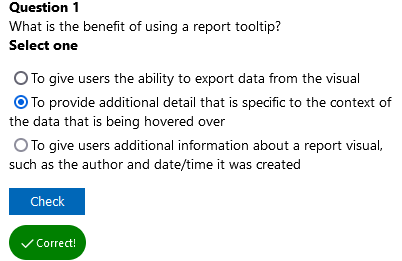 Question 1
What is the benefit of using a report tooltip?
Select one
To give users the ability to export data from the visual
To provide additional detail that is specific to the context of
the data that is being hovered over
To give users additional information about a report visual,
such as the author and date/time it was created
Check
Correct!